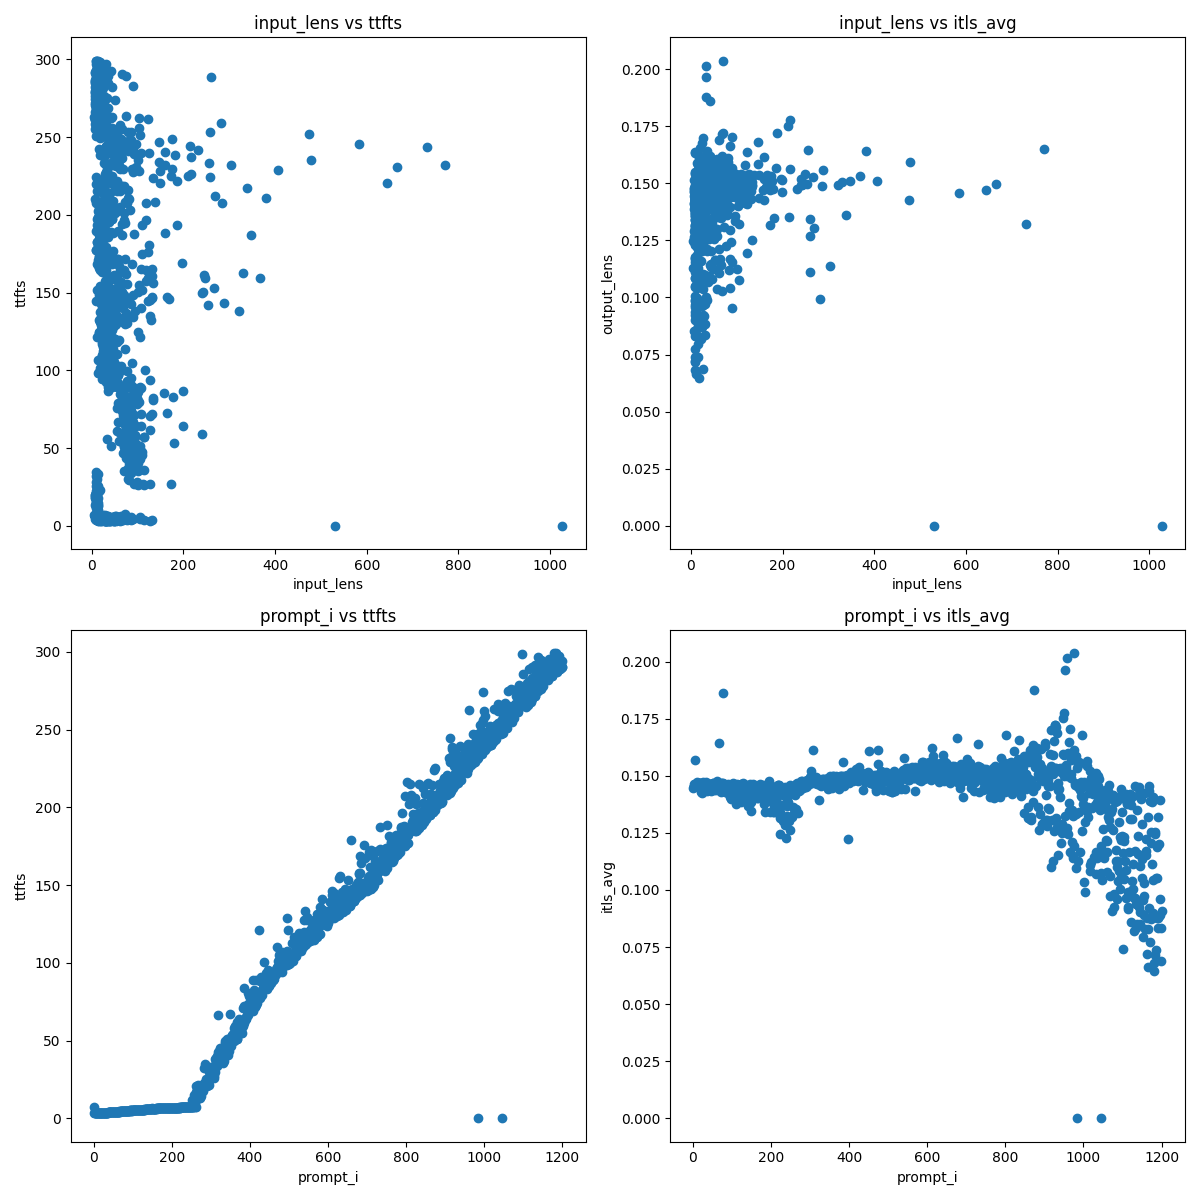 input_lens vs ttfts
300
250
200
150
100
50
0
ttfts
0 200 400 600 800 1000
input_lens
input_lens vs itls_avg
0.200
0.175
0.150
0.125
0.100
0.075
0.050
0.025
0.000
output_lens
0 200 400 600 800 1000
input_lens
prompt_i vs ttfts
300
250
200
150
100
50
0
ttfts
0 200 400 600 800 1000 1200
prompt_i
prompt_i vs itls_avg
0.200
0.175
0.150
0.125
0.100
0.075
0.050
0.025
0.000
itls_avg
0 200 400 600 800 1000 1200
prompt_i